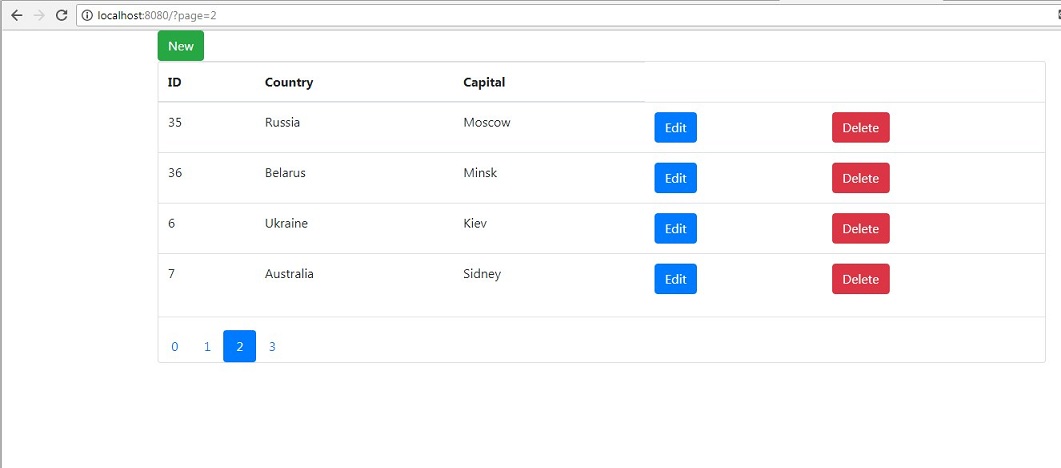 localhost:8080/?page=2
New
ID Country Capital
35 Russia Moscow Edit Delete
36 Belarus Minsk Edit Delete
6 Ukraine Kiev Edit Delete
7 Australia Sidney Edit Delete
0 1 2 3